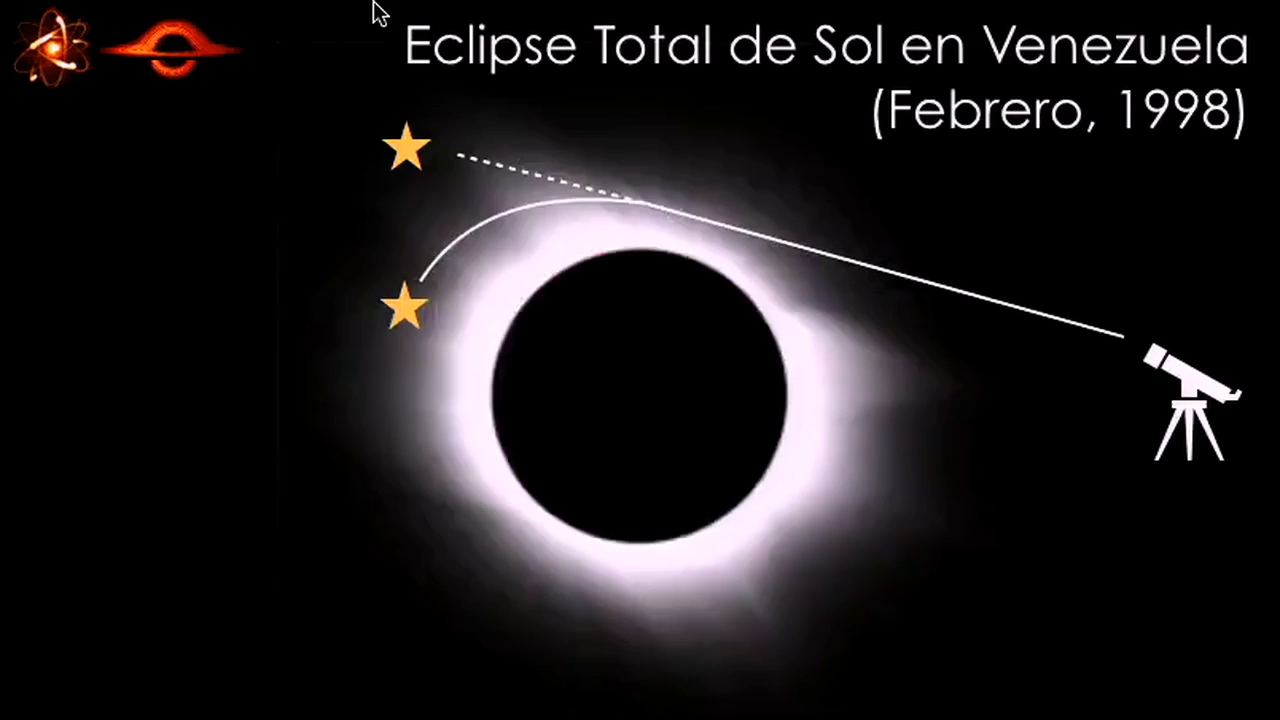 Eclipse Total de Sol en Venezuela
(Febrero, 1998)